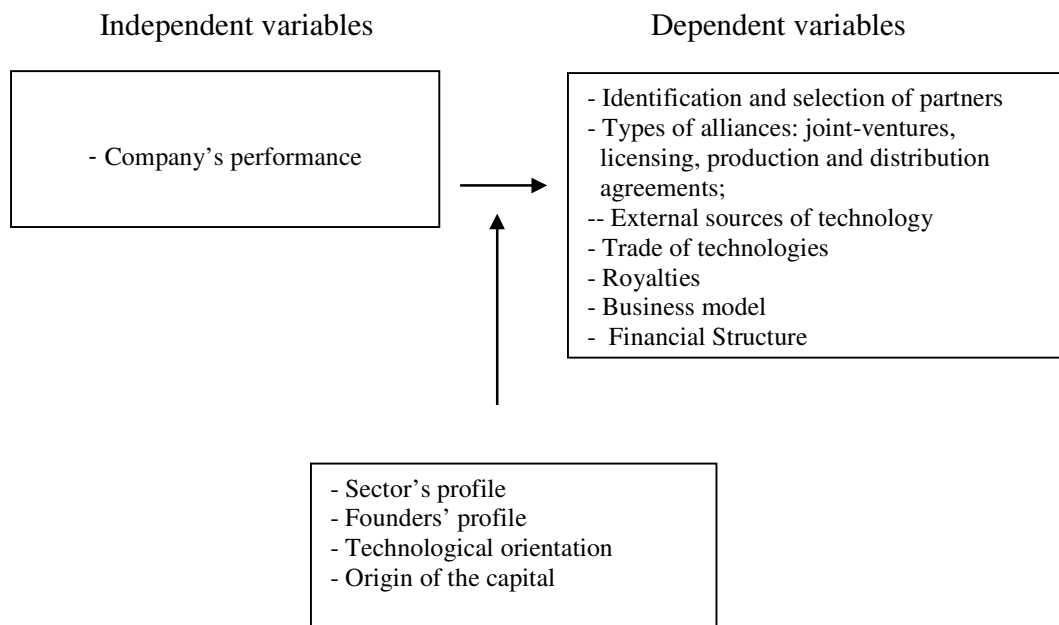 Independent variables
Dependent variables
- Company’s performance
- Identification and selection of partners
- Types of alliances: joint-ventures,
licensing, production and distribution
agreements;
-- External sources of technology
- Trade of technologies
- Royalties
- Business model
-  Financial Structure
- Sector’s profile
- Founders’ profile
- Technological orientation
- Origin of the capital